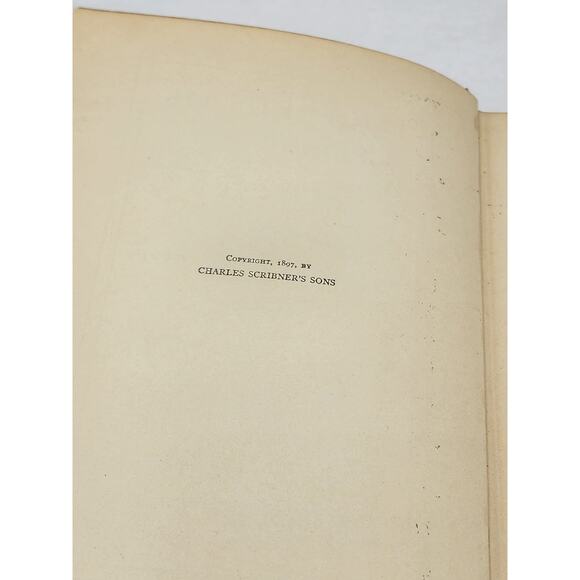 Copyright, 1897, by
CHARLES SCRIBNER'S SONS